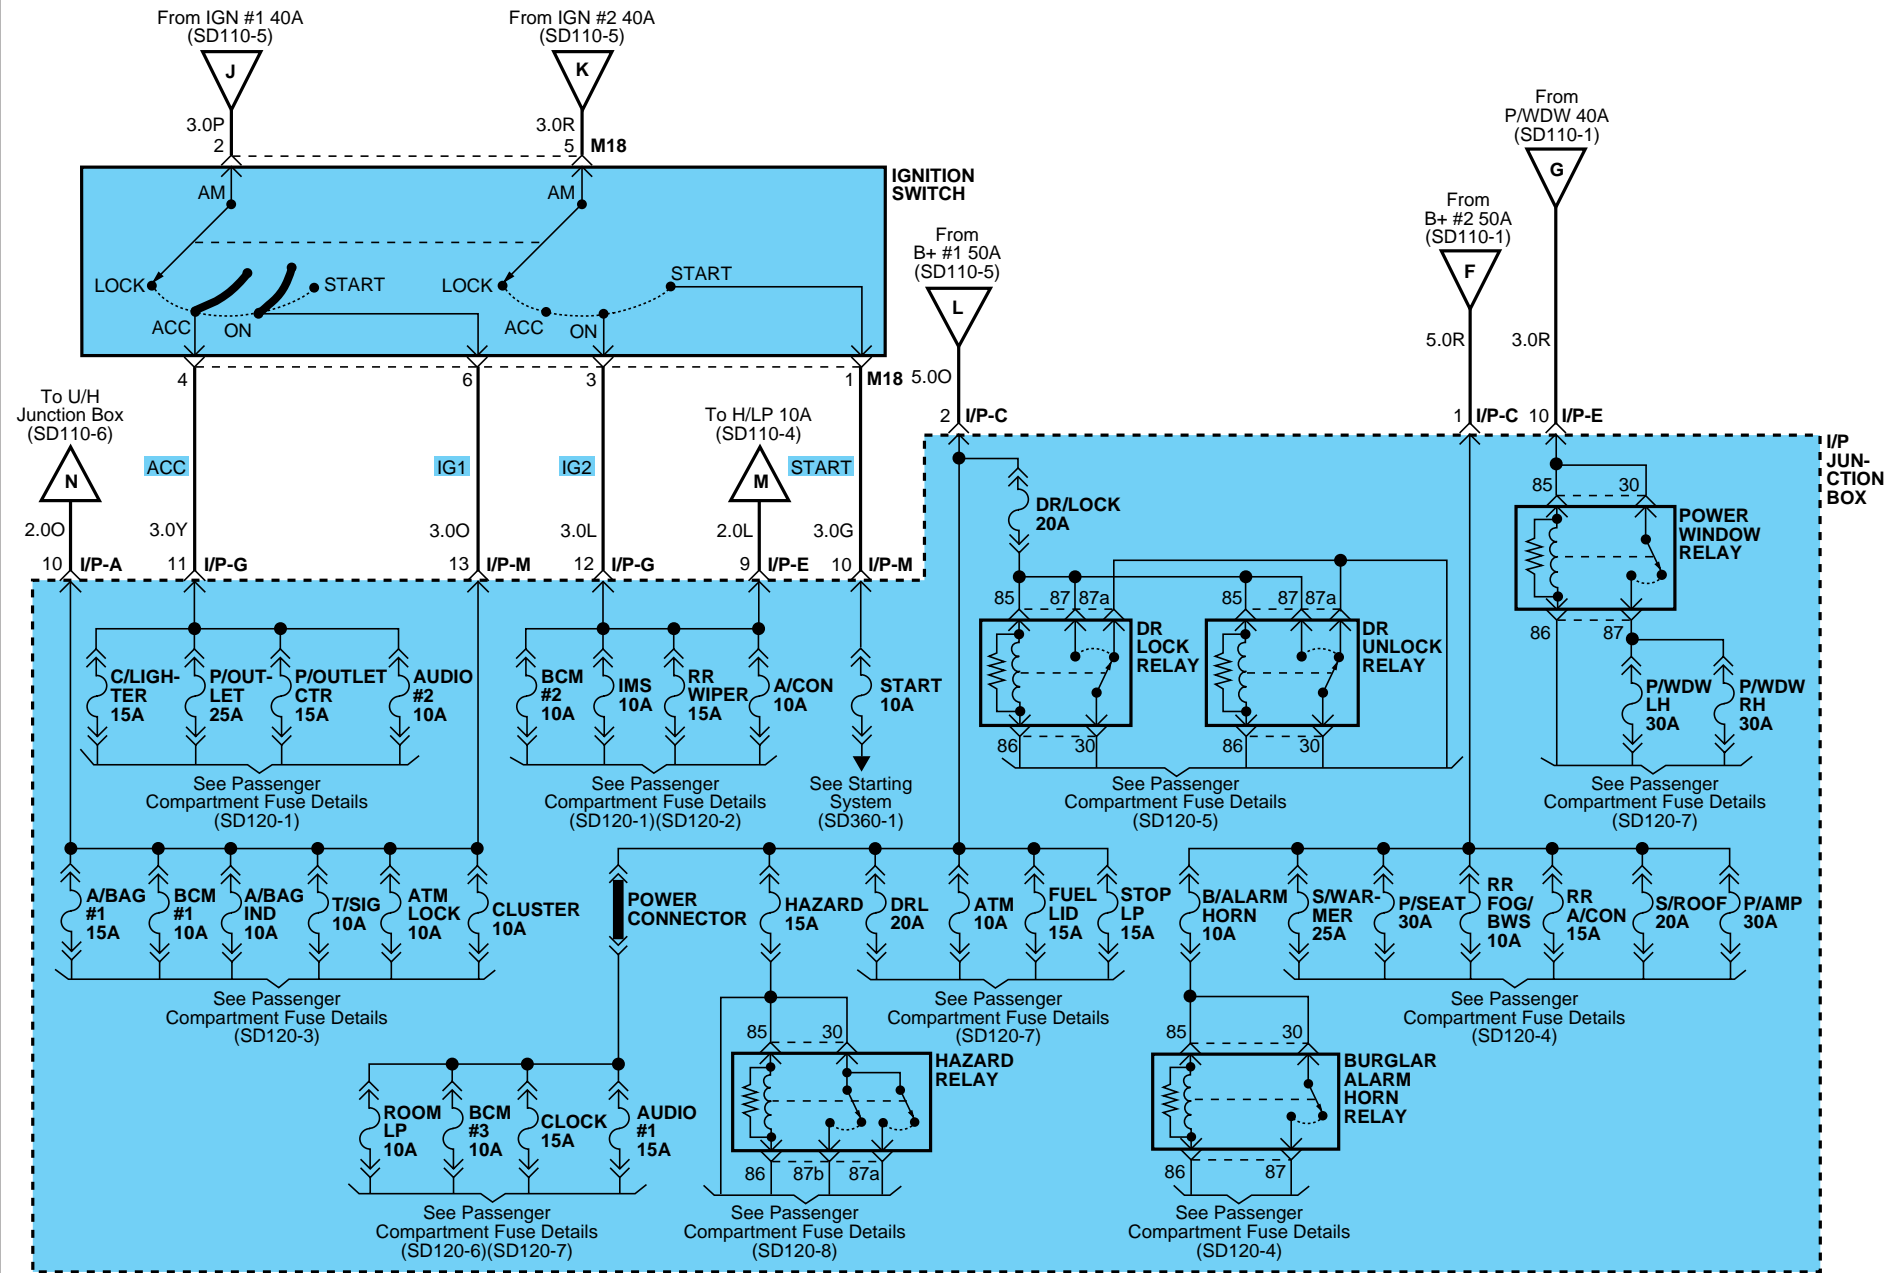 From IGN #1 40A
(SD110-5)
J
3.0P
2
From IGN #2 40A
(SD110-5)
K
3.0R
5 M18
IGNITION
SWITCH
AM
AM
LOCK
ACC
ON
START
LOCK
ACC
ON
START
4
6
3
1 M18
From
B+ #1 50A
(SD110-5)
L
5.0O
2 I/P-C
From
B+ #2 50A
(SD110-1)
F
5.0R
1 I/P-C
From
P/WDW 40A
(SD110-1)
G
3.0R
10 I/P-E
I/P
JUN-
CTION
BOX
To U/H
Junction Box
(SD110-6)
N
2.0O
10 I/P-A
ACC
3.0Y
11 I/P-G
IG1
3.0O
13 I/P-M
IG2
3.0L
12 I/P-G
To H/LP 10A
(SD110-4)
M
2.0L
9 I/P-E
START
3.0G
10 I/P-M
C/LIGH-
TER
15A
P/OUT-
LET
25A
P/OUTLET
CTR
15A
AUDIO
#2
10A
See Passenger
Compartment Fuse Details
(SD120-1)
BCM
#2
10A
IMS
10A
RR
WIPER
15A
A/CON
10A
See Passenger
Compartment Fuse Details
(SD120-1)(SD120-2)
START
10A
See Starting
System
(SD360-1)
DR/LOCK
20A
85
87
87a
DR
LOCK
RELAY
86
30
85
87
87a
DR
UNLOCK
RELAY
86
30
See Passenger
Compartment Fuse Details
(SD120-5)
85
30
POWER
WINDOW
RELAY
86
87
P/WDW
LH
30A
P/WDW
RH
30A
See Passenger
Compartment Fuse Details
(SD120-7)
A/BAG
#1
15A
BCM
#1
10A
A/BAG
IND
10A
T/SIG
10A
ATM
LOCK
10A
CLUSTER
10A
See Passenger
Compartment Fuse Details
(SD120-3)
POWER
CONNECTOR
HAZARD
15A
DRL
20A
ATM
10A
FUEL
LID
15A
STOP
LP
15A
See Passenger
Compartment Fuse Details
(SD120-7)
B/ALARM
HORN
10A
S/WAR-
MER
25A
P/SEAT
30A
RR
FOG/
BWS
10A
RR
A/CON
15A
S/ROOF
20A
P/AMP
30A
See Passenger
Compartment Fuse Details
(SD120-4)
ROOM
LP
10A
BCM
#3
10A
CLOCK
15A
AUDIO
#1
15A
See Passenger
Compartment Fuse Details
(SD120-6)(SD120-7)
85
30
HAZARD
RELAY
86
87b
87a
See Passenger
Compartment Fuse Details
(SD120-8)
85
30
BURGLAR
ALARM
HORN
RELAY
86
87
See Passenger
Compartment Fuse Details
(SD120-4)